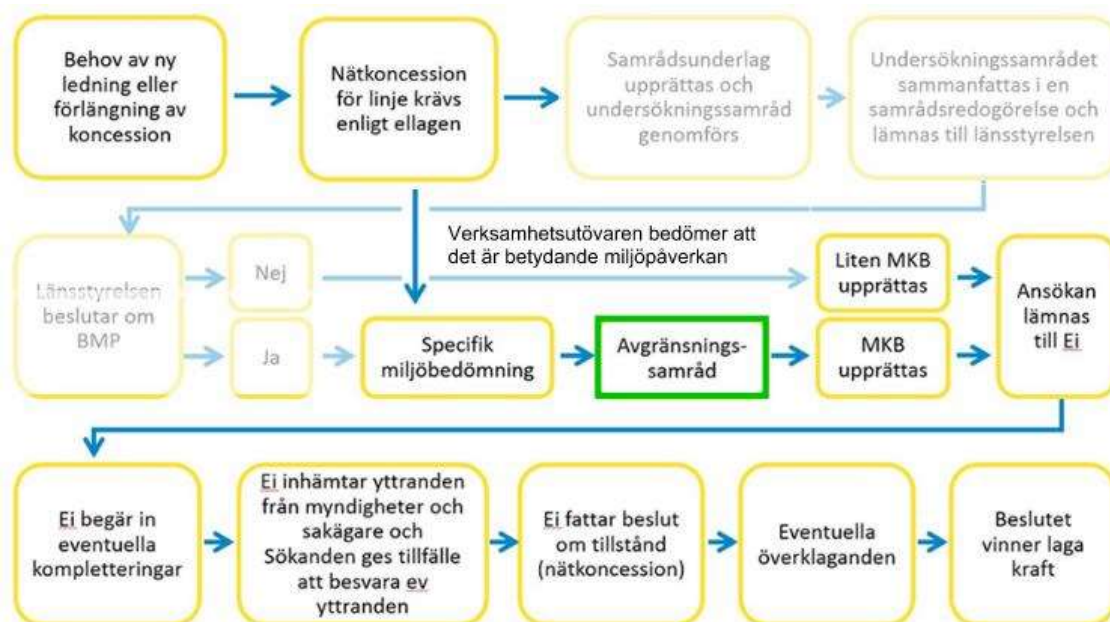 Behov av ny
ledning eller
förlängning av
koncession
Nätkoncession
för linje krävs
enligt ellagen
Samrådsunderlag
upprättas och
undersökningssamråd
genomförs
Undersökningssamrådet
sammanfattas i en
samrådsredogörelse och
lämnas till länsstyrelsen
Verksamhetsutövaren bedömer att
det är betydande miljöpåverkan
Länsstyrelsen
beslutar om
BMP
Nej
Ja
Specifik
miljöbedömning
Avgränsnings-
samråd
Liten MKB
upprättas
MKB
upprättas
Ansökan
lämnas
till Ei
Ei begär in
eventuella
kompletteringar
Ei inhämtar yttranden
från myndigheter och
sakägare och
Sökanden ges tillfälle
att besvara ev
yttranden
Ei fattar beslut
om tillstånd
(nätkoncession)
Eventuella
överklaganden
Beslutet
vinner laga
kraft